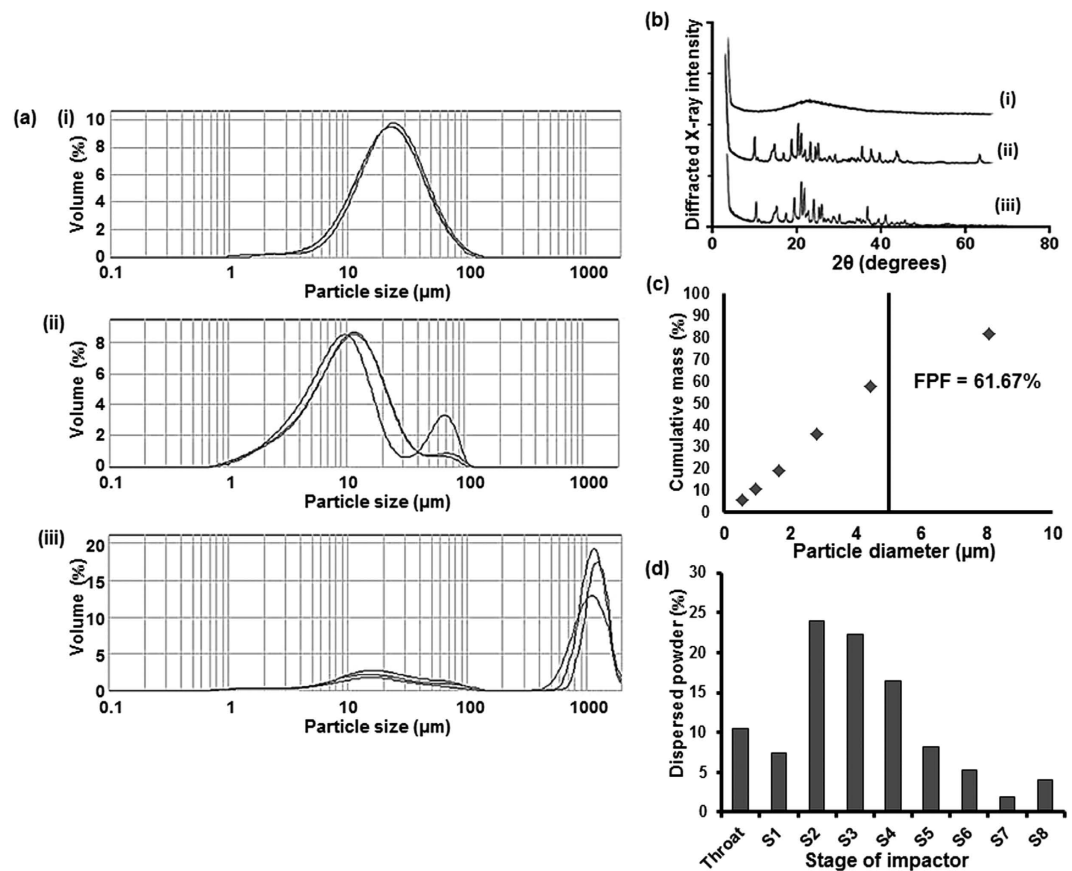 (a)
(i)
Volume (%)
10
8
6
4
2
0
0.1 1 10 100 1000
Particle size (µm)
(ii)
Volume (%)
8
6
4
2
0
0.1 1 10 100 1000
Particle size (µm)
(iii)
Volume (%)
20
15
10
5
0
0.1 1 10 100 1000
Particle size (µm)
(b)
Diffracted X-ray intensity
(i)
(ii)
(iii)
0 20 40 60 80
2θ (degrees)
(c)
Cumulative mass (%)
100
90
80
70
60
50
40
30
20
10
0
FPF = 61.67%
0 2 4 6 8 10
Particle diameter (µm)
(d)
Dispersed powder (%)
30
25
20
15
10
5
0
Throat S1 S2 S3 S4 S5 S6 S7 S8
Stage of impactor